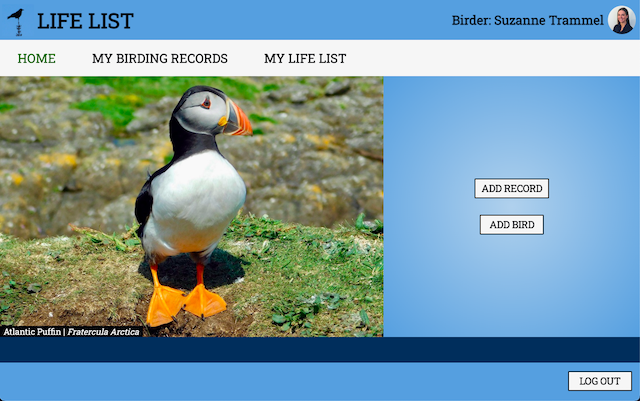 LIFE LIST
Birder: Suzanne Trammel
HOME
MY BIRDING RECORDS
MY LIFE LIST
ADD RECORD
ADD BIRD
Atlantic Puffin | Fratercula Arctica
LOG OUT